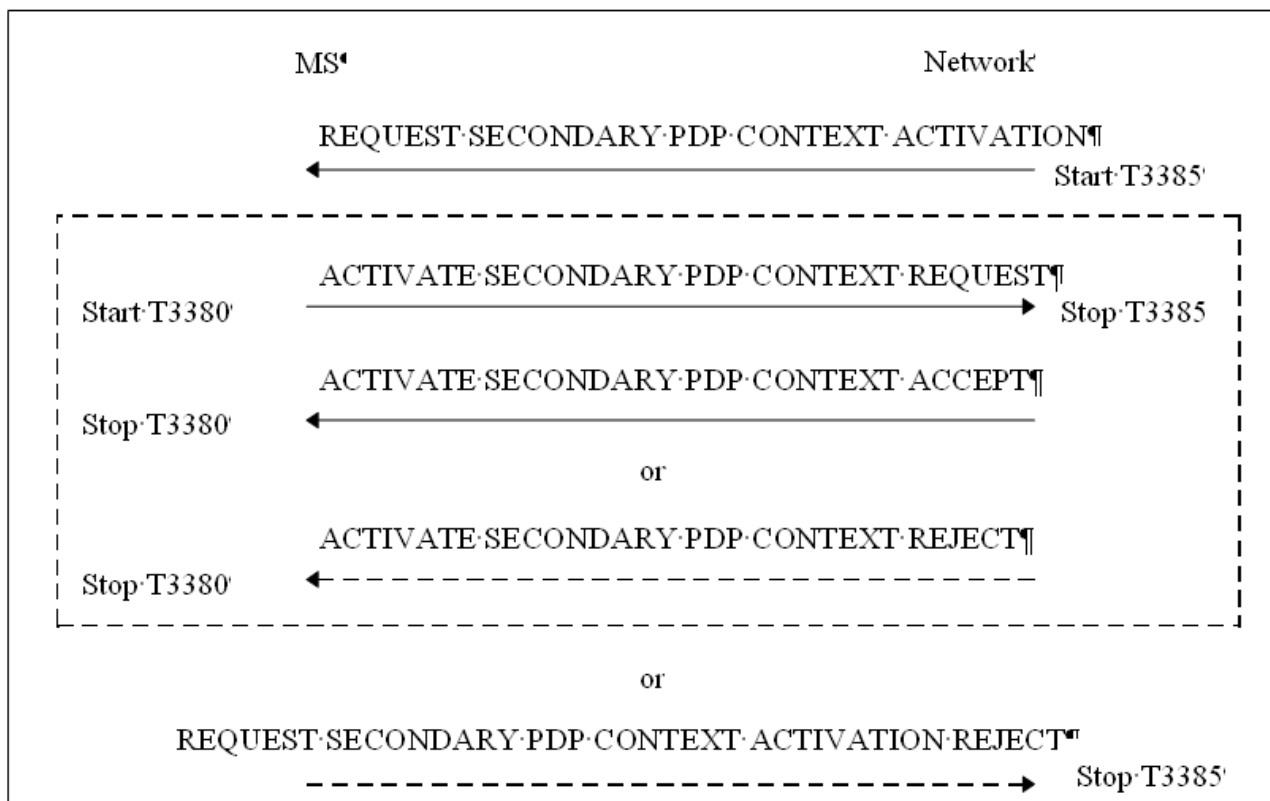 MS Network
REQUEST·SECONDARY·PDP·CONTEXT·ACTIVATION¶
Start·T3385
ACTIVATE·SECONDARY·PDP·CONTEXT·REQUEST¶
Start·T3380 Stop·T3385
ACTIVATE·SECONDARY·PDP·CONTEXT·ACCEPT¶
Stop·T3380
or
ACTIVATE·SECONDARY·PDP·CONTEXT·REJECT¶
Stop·T3380
or
REQUEST·SECONDARY·PDP·CONTEXT·ACTIVATION·REJECT¶
Stop·T3385